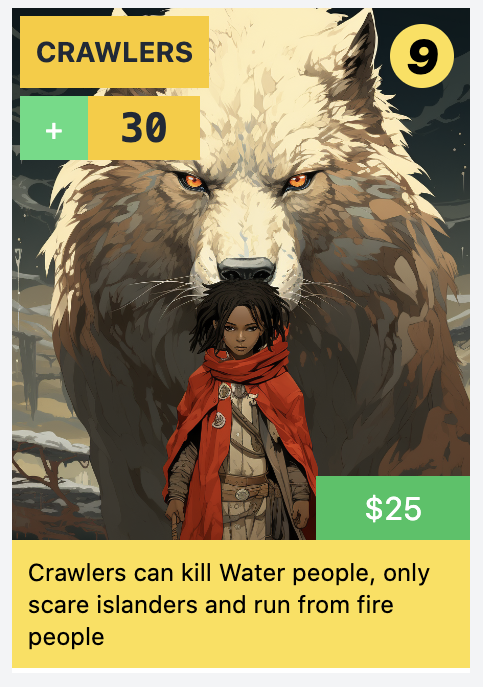 CRAWLERS
9
+ 30
$25
Crawlers can kill Water people, only
scare islanders and run from fire
people